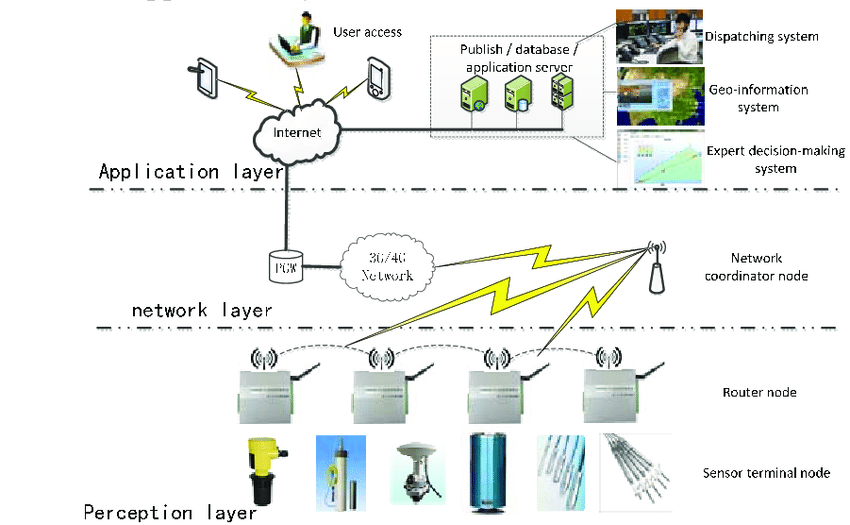 User access
Publish / database /
application server
Dispatching system
Geo-information
system
Internet
Expert decision-making
system
Application layer
3G/4G
Network
PGW
Network
coordinator node
network layer
Router node
Sensor terminal node
Perception layer